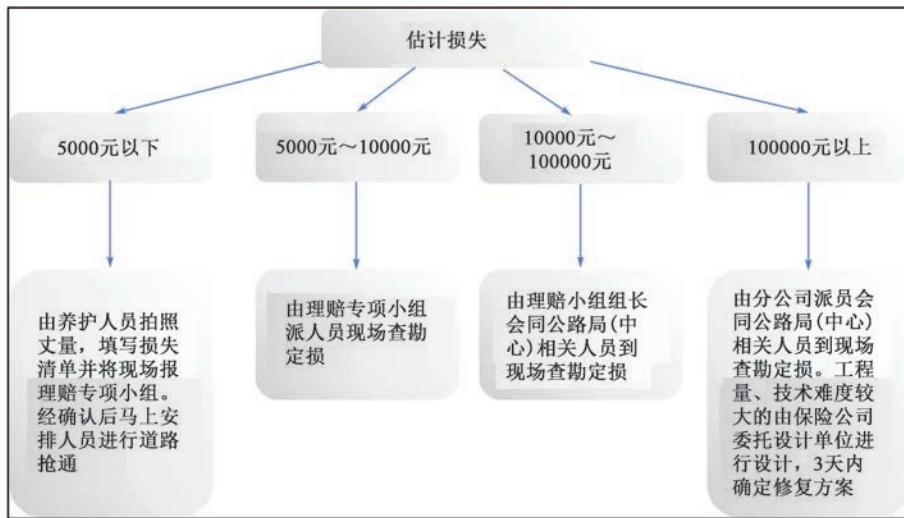 估计损失
5000元以下
5000元～10000元
10000元～
100000元
100000元以上
由养护人员拍照
丈量，填写损失
清单并将现场报
理赔专项小组。
经确认后马上安
排人员进行道路
抢通
由理赔专项小组
派人员现场查勘
定损
由理赔小组组长
会同公路局(中
心)相关人员到
现场查勘定损
由分公司派员会
同公路局(中心)
相关人员到现场
查勘定损。工程
量、技术难度较
大的由保险公司
委托设计单位进
行设计，3天内
确定修复方案